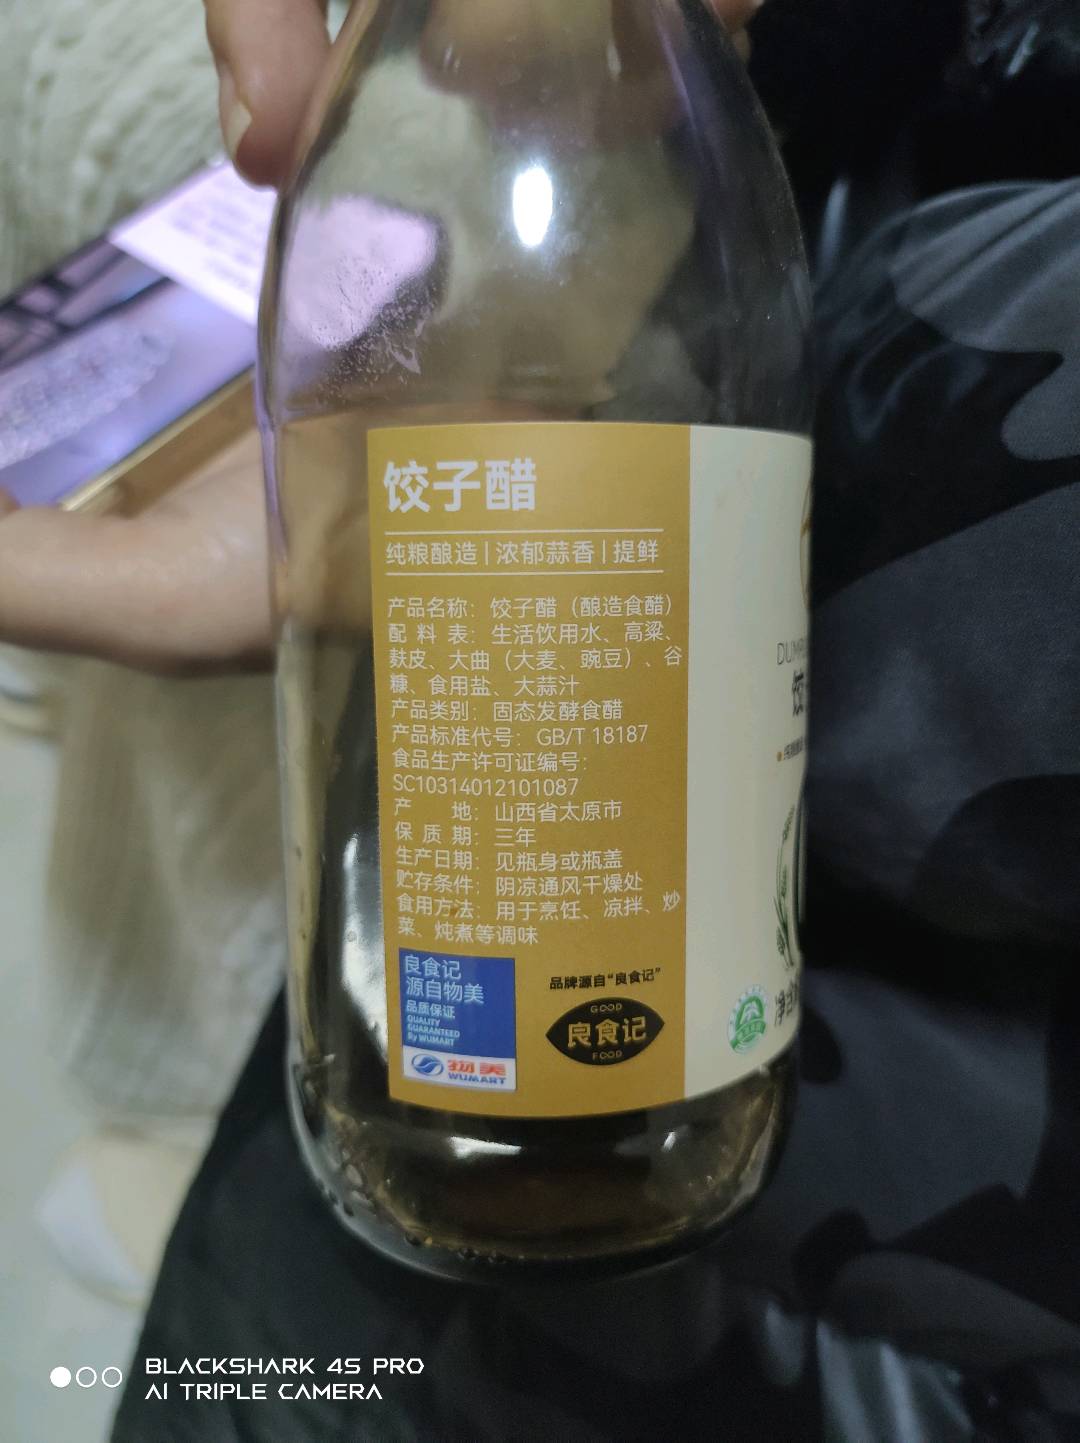 饺子醋
纯粮酿造|浓郁蒜香|提鲜
产品名称：饺子醋（酿造食醋）
配料表：生活饮用水、高粱、
麸皮、大曲（大麦、豌豆）、谷
糠、食用盐、大蒜汁
产品类别：固态发酵食醋
产品标准代号：GB/T 18187
食品生产许可证编号：
SC10314012101087
产地：山西省太原市
保质期：三年
生产日期：见瓶身或瓶盖
贮存条件：阴凉通风干燥处
食用方法：用于烹饪、凉拌、炒
菜、炖煮等调味
良食记
源自物美
品质保证
QUALITY
GUARANTEED
By WUMART
物美
WUMART
品牌源自“良食记”
GOOD
良食记
FOOD
饺
净含
BLACKSHARK 4S PRO
AI TRIPLE CAMERA